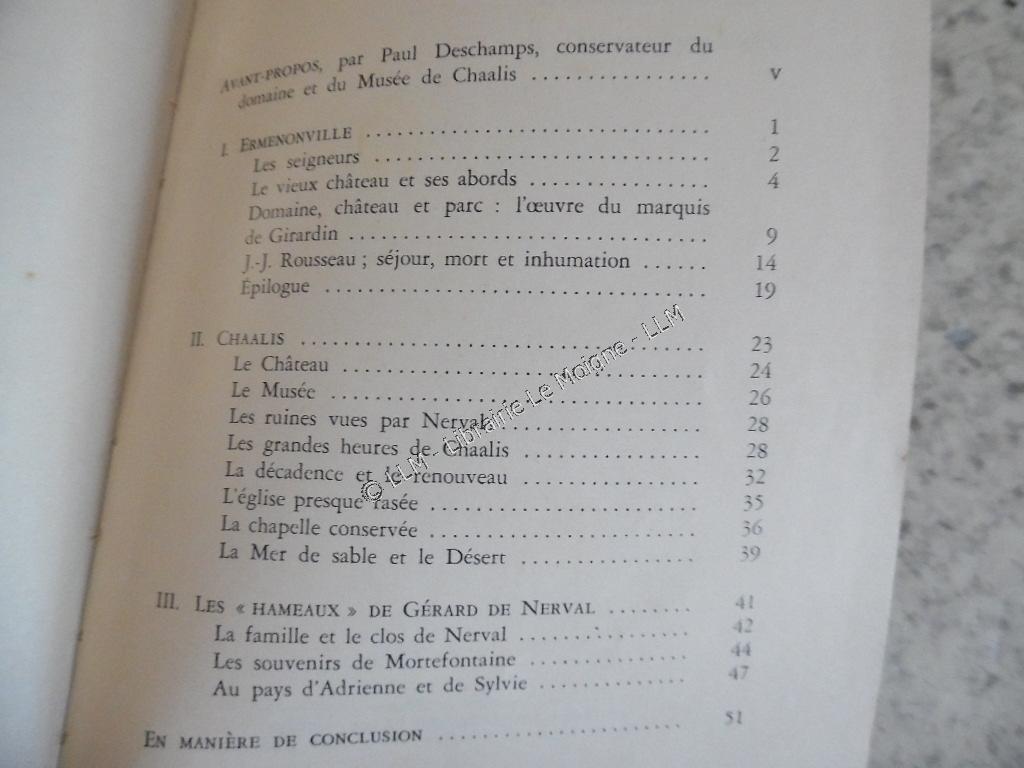 AVANT-PROPOS, par Paul Deschamps, conservateur du
domaine et du Musée de Chaalis ................ V
I. ERMENONVILLE ................ 1
Les seigneurs ................ 2
Le vieux château et ses abords ................ 4
Domaine, château et parc : l'œuvre du marquis
de Girardin ................ 9
J.-J. Rousseau ; séjour, mort et inhumation ...... 14
Épilogue ................ 19
II. CHAALIS ................ 23
Le Château ................ 24
Le Musée ................ 26
Les ruines vues par Nerval ................ 28
Les grandes heures de Chaalis ................ 28
La décadence et le renouveau ................ 32
L'église presque rasée ................ 35
La chapelle conservée ................ 36
La Mer de sable et le Désert ................ 39
III. LES « HAMEAUX » DE GÉRARD DE NERVAL ........ 41
La famille et le clos de Nerval ................ 42
Les souvenirs de Mortefontaine ................ 44
Au pays d'Adrienne et de Sylvie ................ 47
EN MANIÈRE DE CONCLUSION ................ 51
© LLM - Librairie Le Moigne - LLM